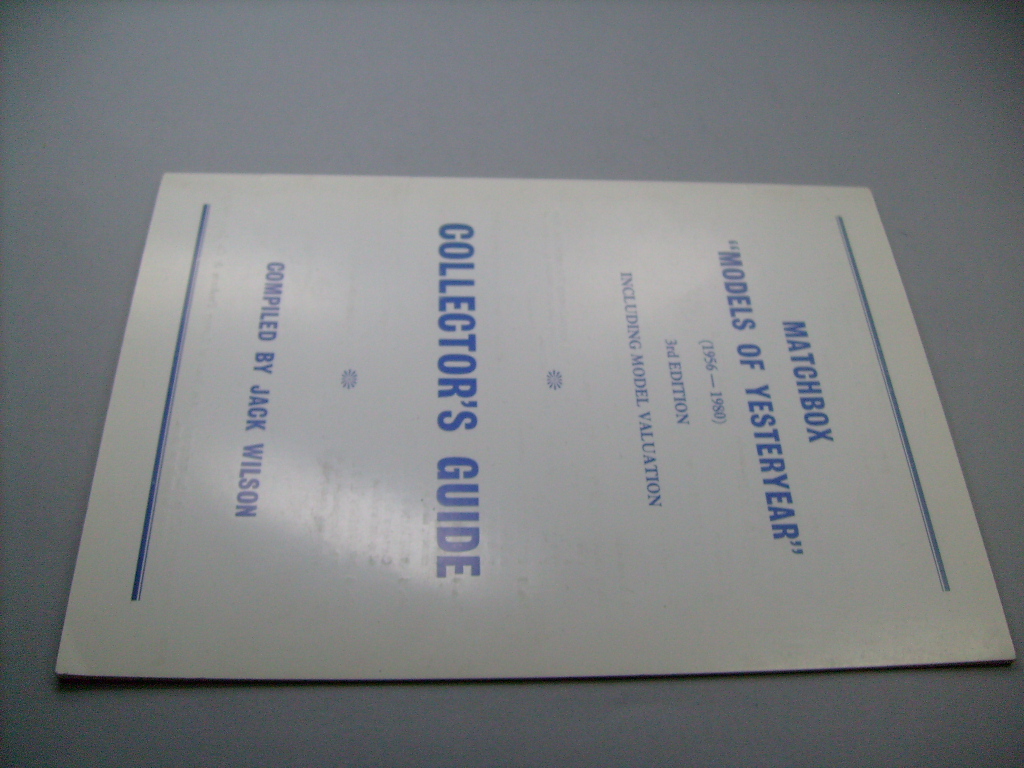 MATCHBOX
"MODELS OF YESTERYEAR"
(1956 — 1980)
3rd EDITION
INCLUDING MODEL VALUATION
COLLECTOR'S GUIDE
COMPILED BY JACK WILSON